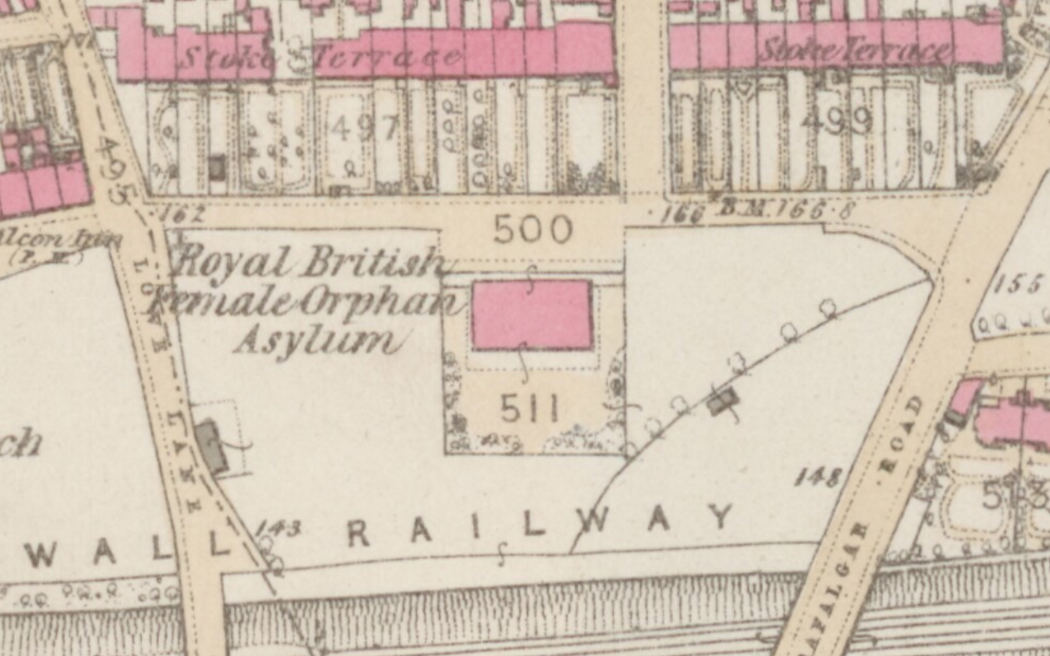 Stoke Terrace
Stoke Terrace
497
499
495
162
500
166 B.M. 166.8
(P.H.)
Royal British
Female Orphan
Asylum
LOVE LANE
155
511
ch
148
ROAD
143
WALL RAILWAY